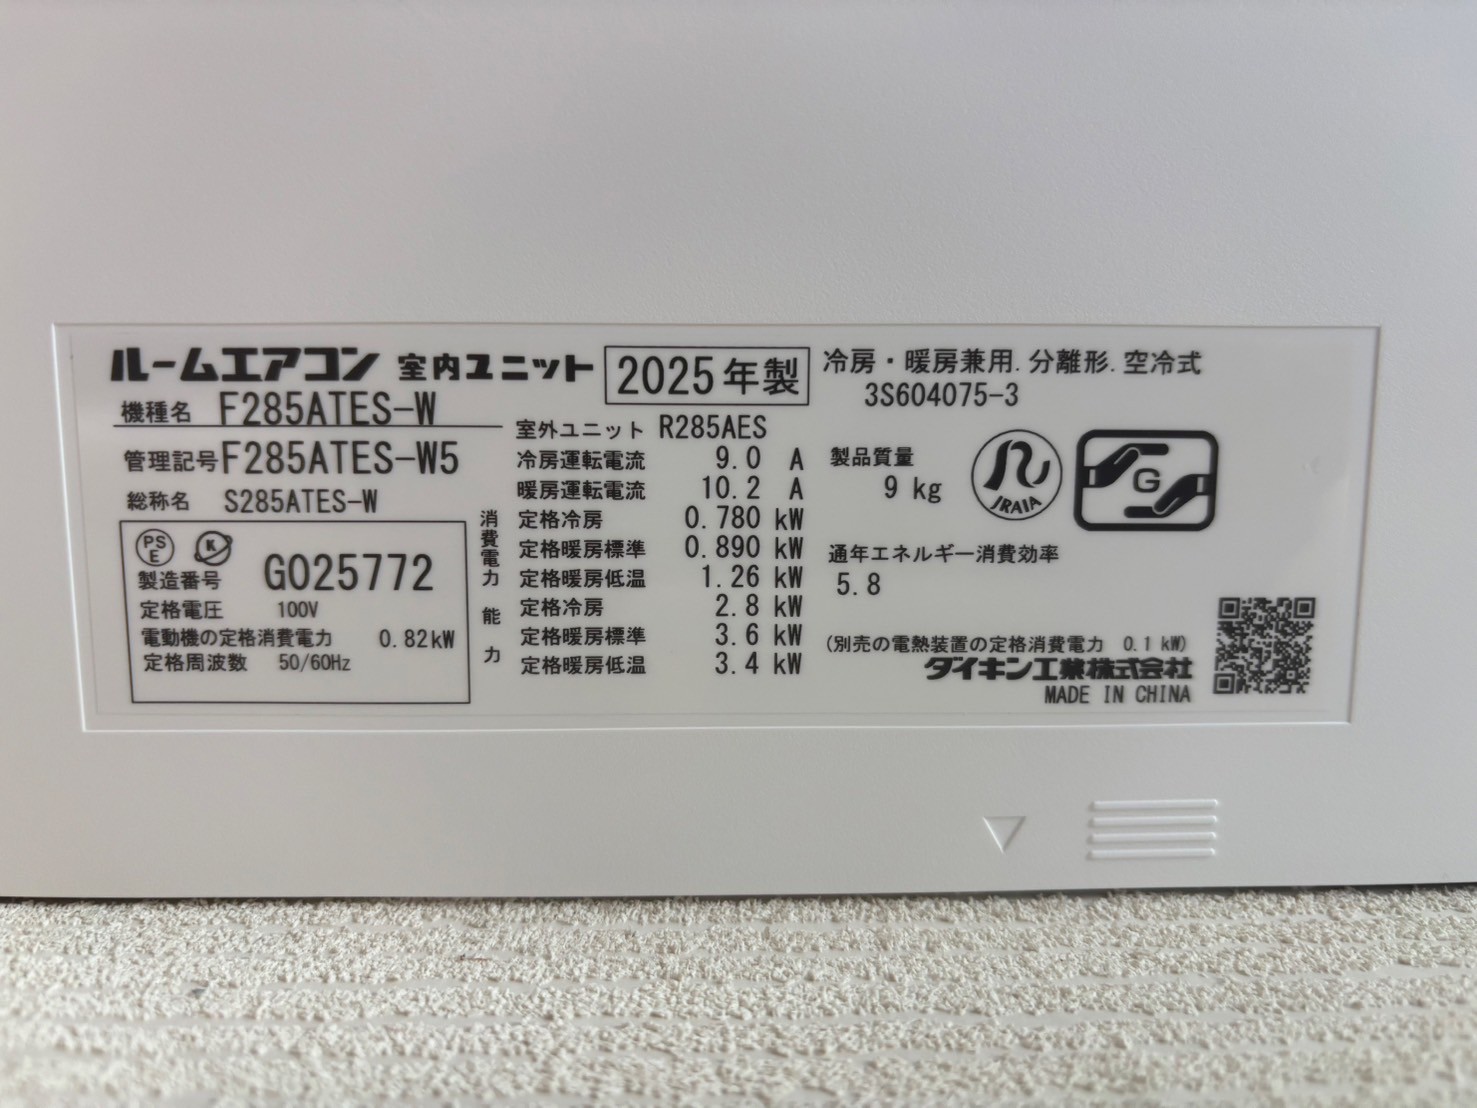 ルームエアコン 室内ユニット 2025年製
機種名 F285ATES-W
管理記号 F285ATES-W5
総称名 S285ATES-W
PS E
K
製造番号 G025772
定格電圧 100V
電動機の定格消費電力 0.82kW
定格周波数 50/60Hz
室外ユニット R285AES
冷房運転電流 9.0 A
暖房運転電流 10.2 A
消費電力
定格冷房 0.780 kW
定格暖房標準 0.890 kW
定格暖房低温 1.26 kW
能力
定格冷房 2.8 kW
定格暖房標準 3.6 kW
定格暖房低温 3.4 kW
冷房・暖房兼用. 分離形. 空冷式
3S604075-3
製品質量
9 kg
JRAIA
G
通年エネルギー消費効率
5.8
(別売の電熱装置の定格消費電力 0.1 kW)
ダイキン工業株式会社
MADE IN CHINA